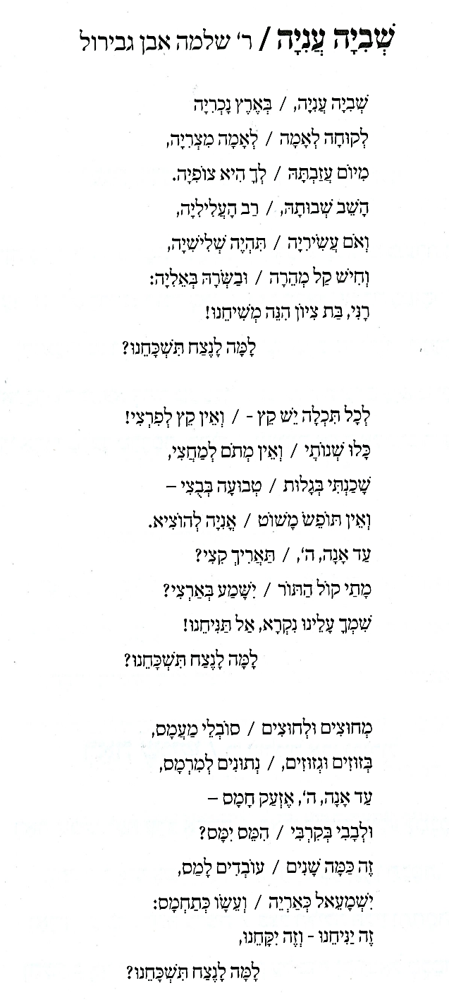 שְׁבִיָּה עֲנִיָּה / ר' שלמה אבן גבירול
שְׁבִיָּה עֲנִיָּה, / בְּאֶרֶץ נָכְרִיָּה
לְקוּחָה לְאָמָה / לְאָמָה מִצְרִיָּה,
מִיּוֹם עֲזַבְתָּהּ / לְךָ הִיא צוֹפִיָּה.
הָשֵׁב שְׁבוּתָהּ, / רַב הָעֲלִילִיָּה,
וְאֹם עֲשִׂירִיָּה / תִּהְיֶה שְׁלִישִׁיָּה,
וְחִישׁ קַל מְהֵרָה / וּבַשְּׂרָהּ בְּאֵלִיָּה:
רָנִּי, בַּת צִיּוֹן הִנֵּה מְשִׁיחֵנוּ!
לָמָּה לָנֶצַח תִּשְׁכָּחֵנוּ?
לְכָל תִּכְלָה יֵשׁ קֵץ - / וְאֵין קֵץ לְפִרְצִי!
כָּלוּ שְׁנוֹתַי / וְאֵין מְתֹם לְמַחֲצִי,
שָׁכַנְתִּי בְּגָלוּת / טְבוּעָה בְּבֻצִּי –
וְאֵין תּוֹפֵשׂ מָשׁוֹט / אֳנִיָּה לְהוֹצִיא.
עַד אָנָה, ה', / תַּאֲרִיךְ קִצִּי?
מָתַי קוֹל הַתּוֹר / יִשָּׁמַע בְּאַרְצִי?
שִׁמְךָ עָלֵינוּ נִקְרָא, אַל תַּנִּיחֵנוּ!
לָמָּה לָנֶצַח תִּשְׁכָּחֵנוּ?
מְחוּצִים וּלְחוּצִים / סוֹבְלֵי מַעֲמָס,
בְּזוּזִים וּגְזוּזִים, / נְתוּנִים לְמִרְמָס,
עַד אָנָה, ה', אֶזְעַק חָמָס –
וּלְבָבִי בְּקִרְבִּי / הִמֵּס יִמָּס?
זֶה כַּמָּה שָׁנִים / עוֹבְדִים לָמַס,
יִשְׁמָעֵאל כְּאַרְיֵה / וְעֵשָׂו כְּתַחְמָס:
זֶה יַנִּיחֵנוּ - וְזֶה יִקָּחֵנוּ,
לָמָּה לָנֶצַח תִּשְׁכָּחֵנוּ?